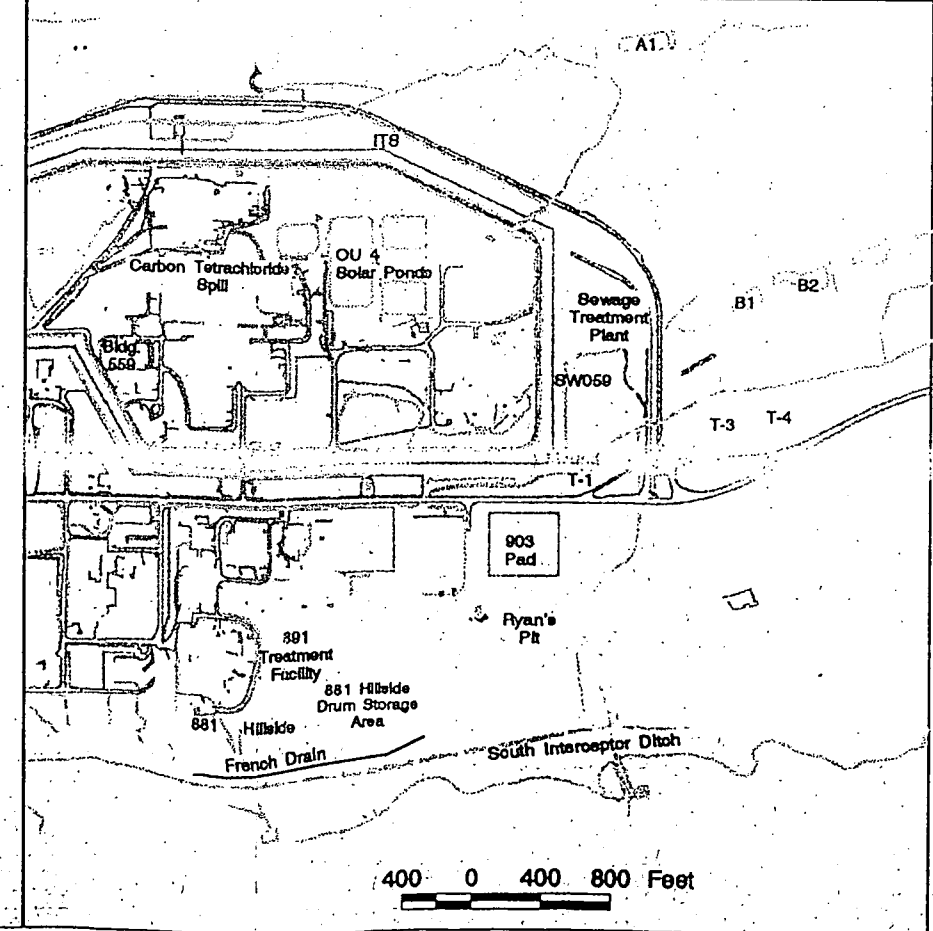 A1
IT8
Carbon Tetrachloride
Spill
OU 4
Solar Ponds
Sewage
Treatment
Plant
B1
B2
Bldg.
559
SW059
T-3
T-4
T-1
903
Pad
Ryan's
Pit
891
Treatment
Facility
881 Hillside
Drum Storage
Area
881 Hillside
French Drain
South Interceptor Ditch
400 0 400 800 Feet